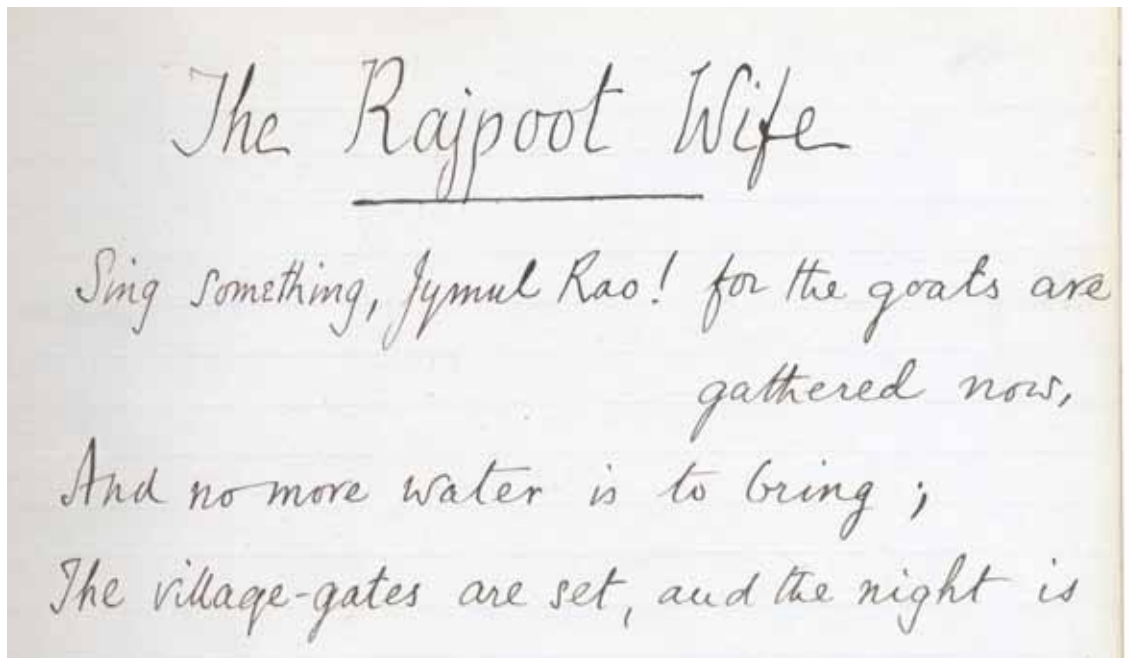 The Rajpoot Wife
Sing something, Jymul Rao! for the goats are
gathered now,
And no more water is to bring;
The village-gates are set, and the night is